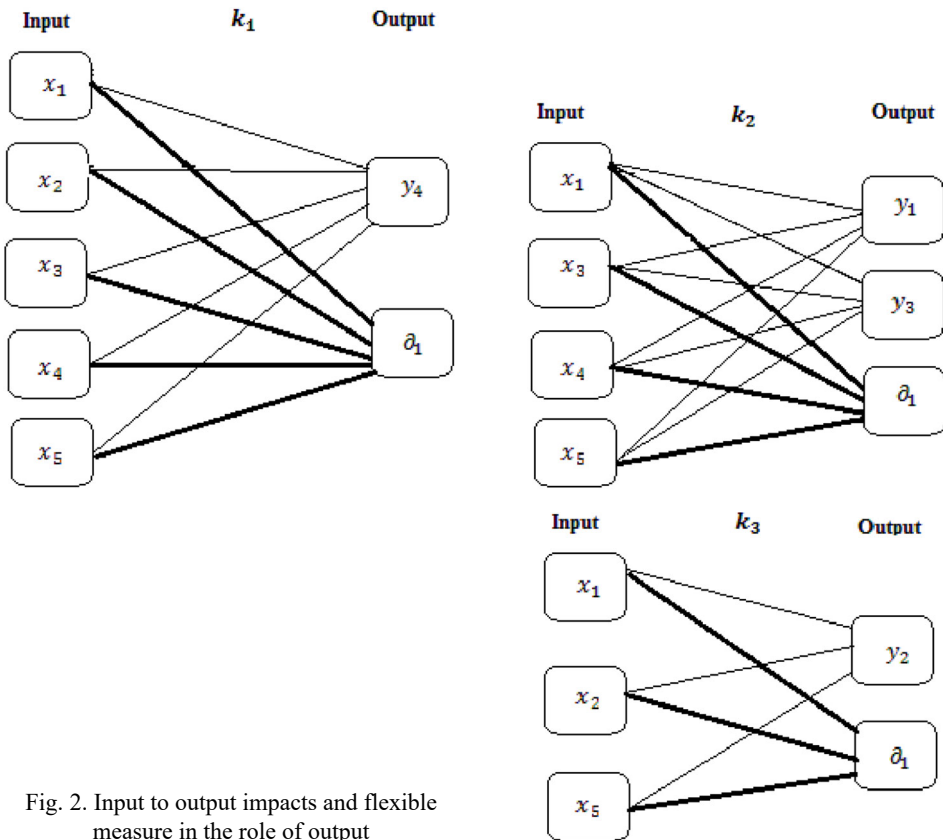 Input k₁ Output
x₁
x₂
y₄
x₃
x₄
∂₁
x₅
Input k₂ Output
x₁
y₁
x₃
y₃
x₄
∂₁
x₅
Input k₃ Output
x₁
y₂
x₂
∂₁
x₅
Fig. 2. Input to output impacts and flexible
measure in the role of output